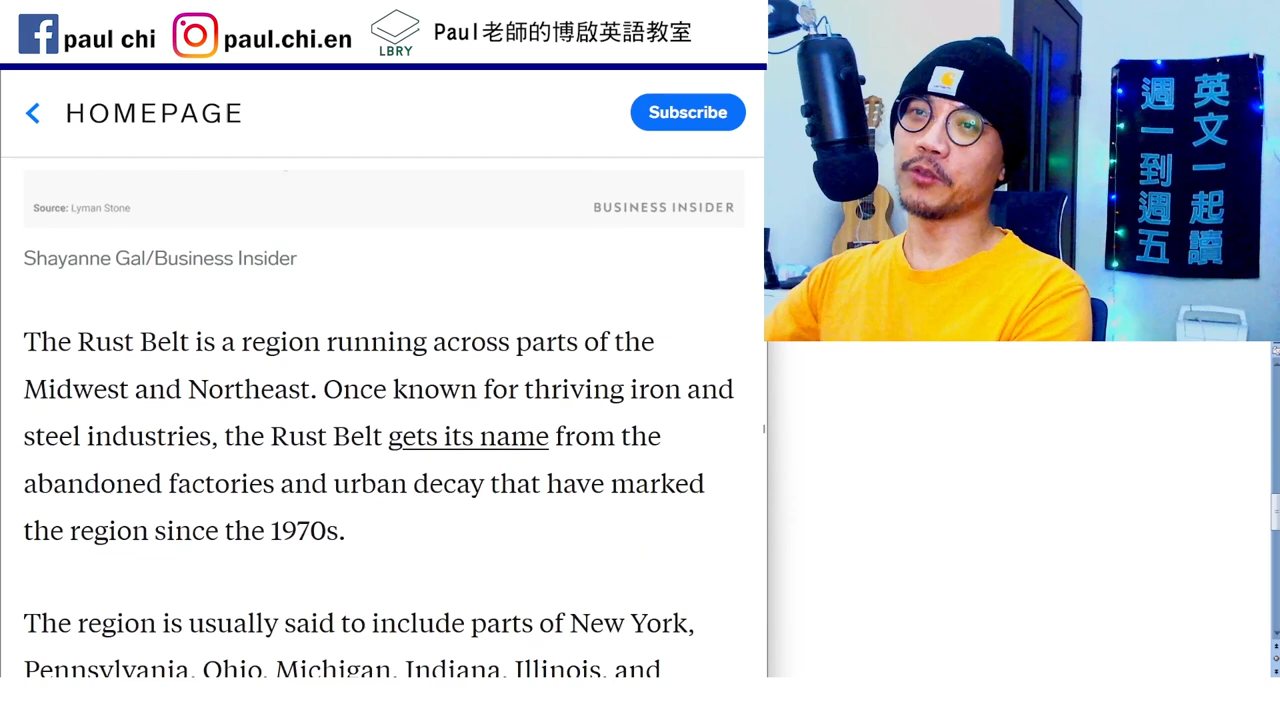 paul chi
paul.chi.en
LBRY
Paul老師的博啟英語教室
HOMEPAGE
Subscribe
Source: Lyman Stone
BUSINESS INSIDER
Shayanne Gal/Business Insider
The Rust Belt is a region running across parts of the
Midwest and Northeast. Once known for thriving iron and
steel industries, the Rust Belt gets its name from the
abandoned factories and urban decay that have marked
the region since the 1970s.
The region is usually said to include parts of New York,
Pennsylvania, Ohio, Michigan, Indiana, Illinois, and
英文一起讀
週一到週五